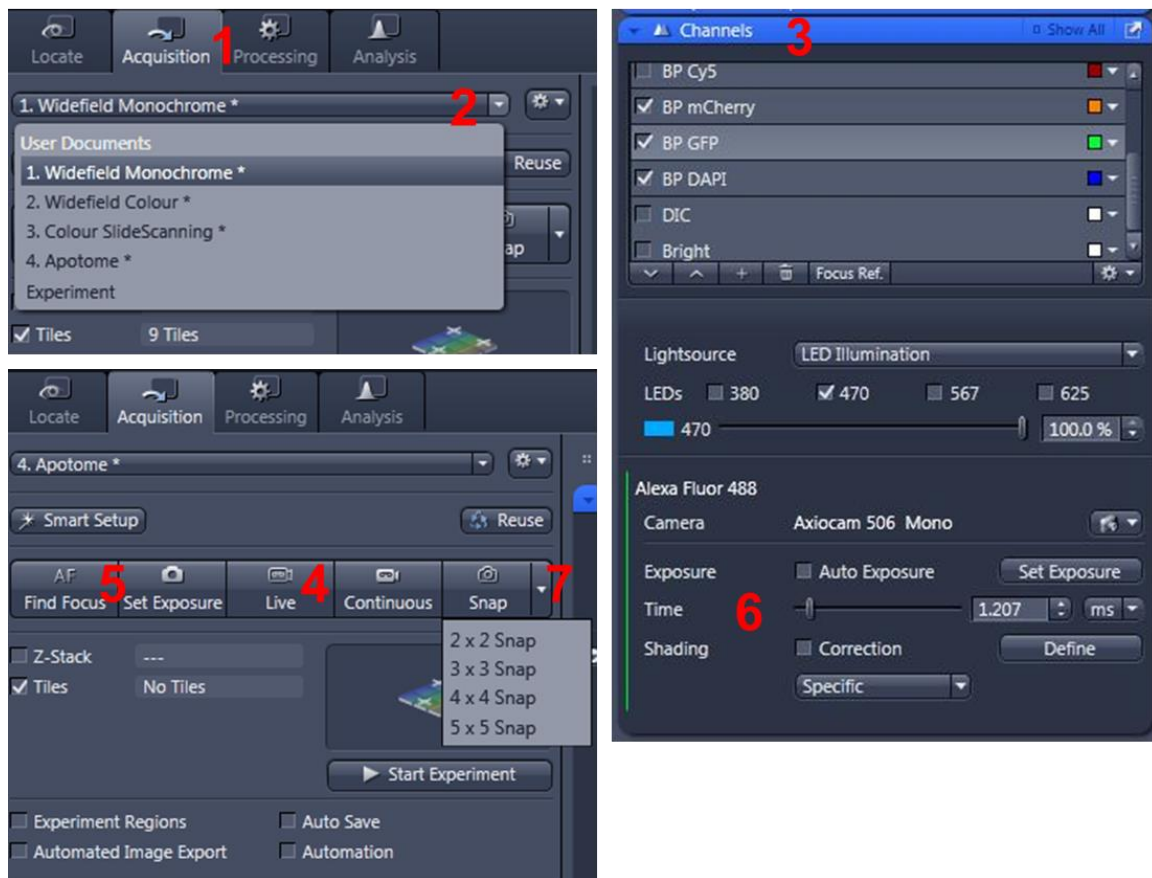 Locate Acquisition 1 Processing Analysis
1. Widefield Monochrome * 2
User Documents
1. Widefield Monochrome *
Reuse
2. Widefield Colour *
3. Colour SlideScanning *
4. Apotome *
Experiment
Tiles 9 Tiles
Locate Acquisition Processing Analysis
4. Apotome *
Smart Setup Reuse
AF 5 4 7
Find Focus Set Exposure Live Continuous Snap
2 x 2 Snap
Z-Stack ---
3 x 3 Snap
Tiles No Tiles
4 x 4 Snap
5 x 5 Snap
Start Experiment
Experiment Regions Auto Save
Automated Image Export Automation
Channels 3 Show All
BP Cy5
BP mCherry
BP GFP
BP DAPI
DIC
Bright
Focus Ref.
Lightsource LED Illumination
LEDs 380 470 567 625
470 100.0 %
Alexa Fluor 488
Camera Axiocam 506 Mono
Exposure Auto Exposure Set Exposure
Time 6 1.207 ms
Shading Correction Define
Specific